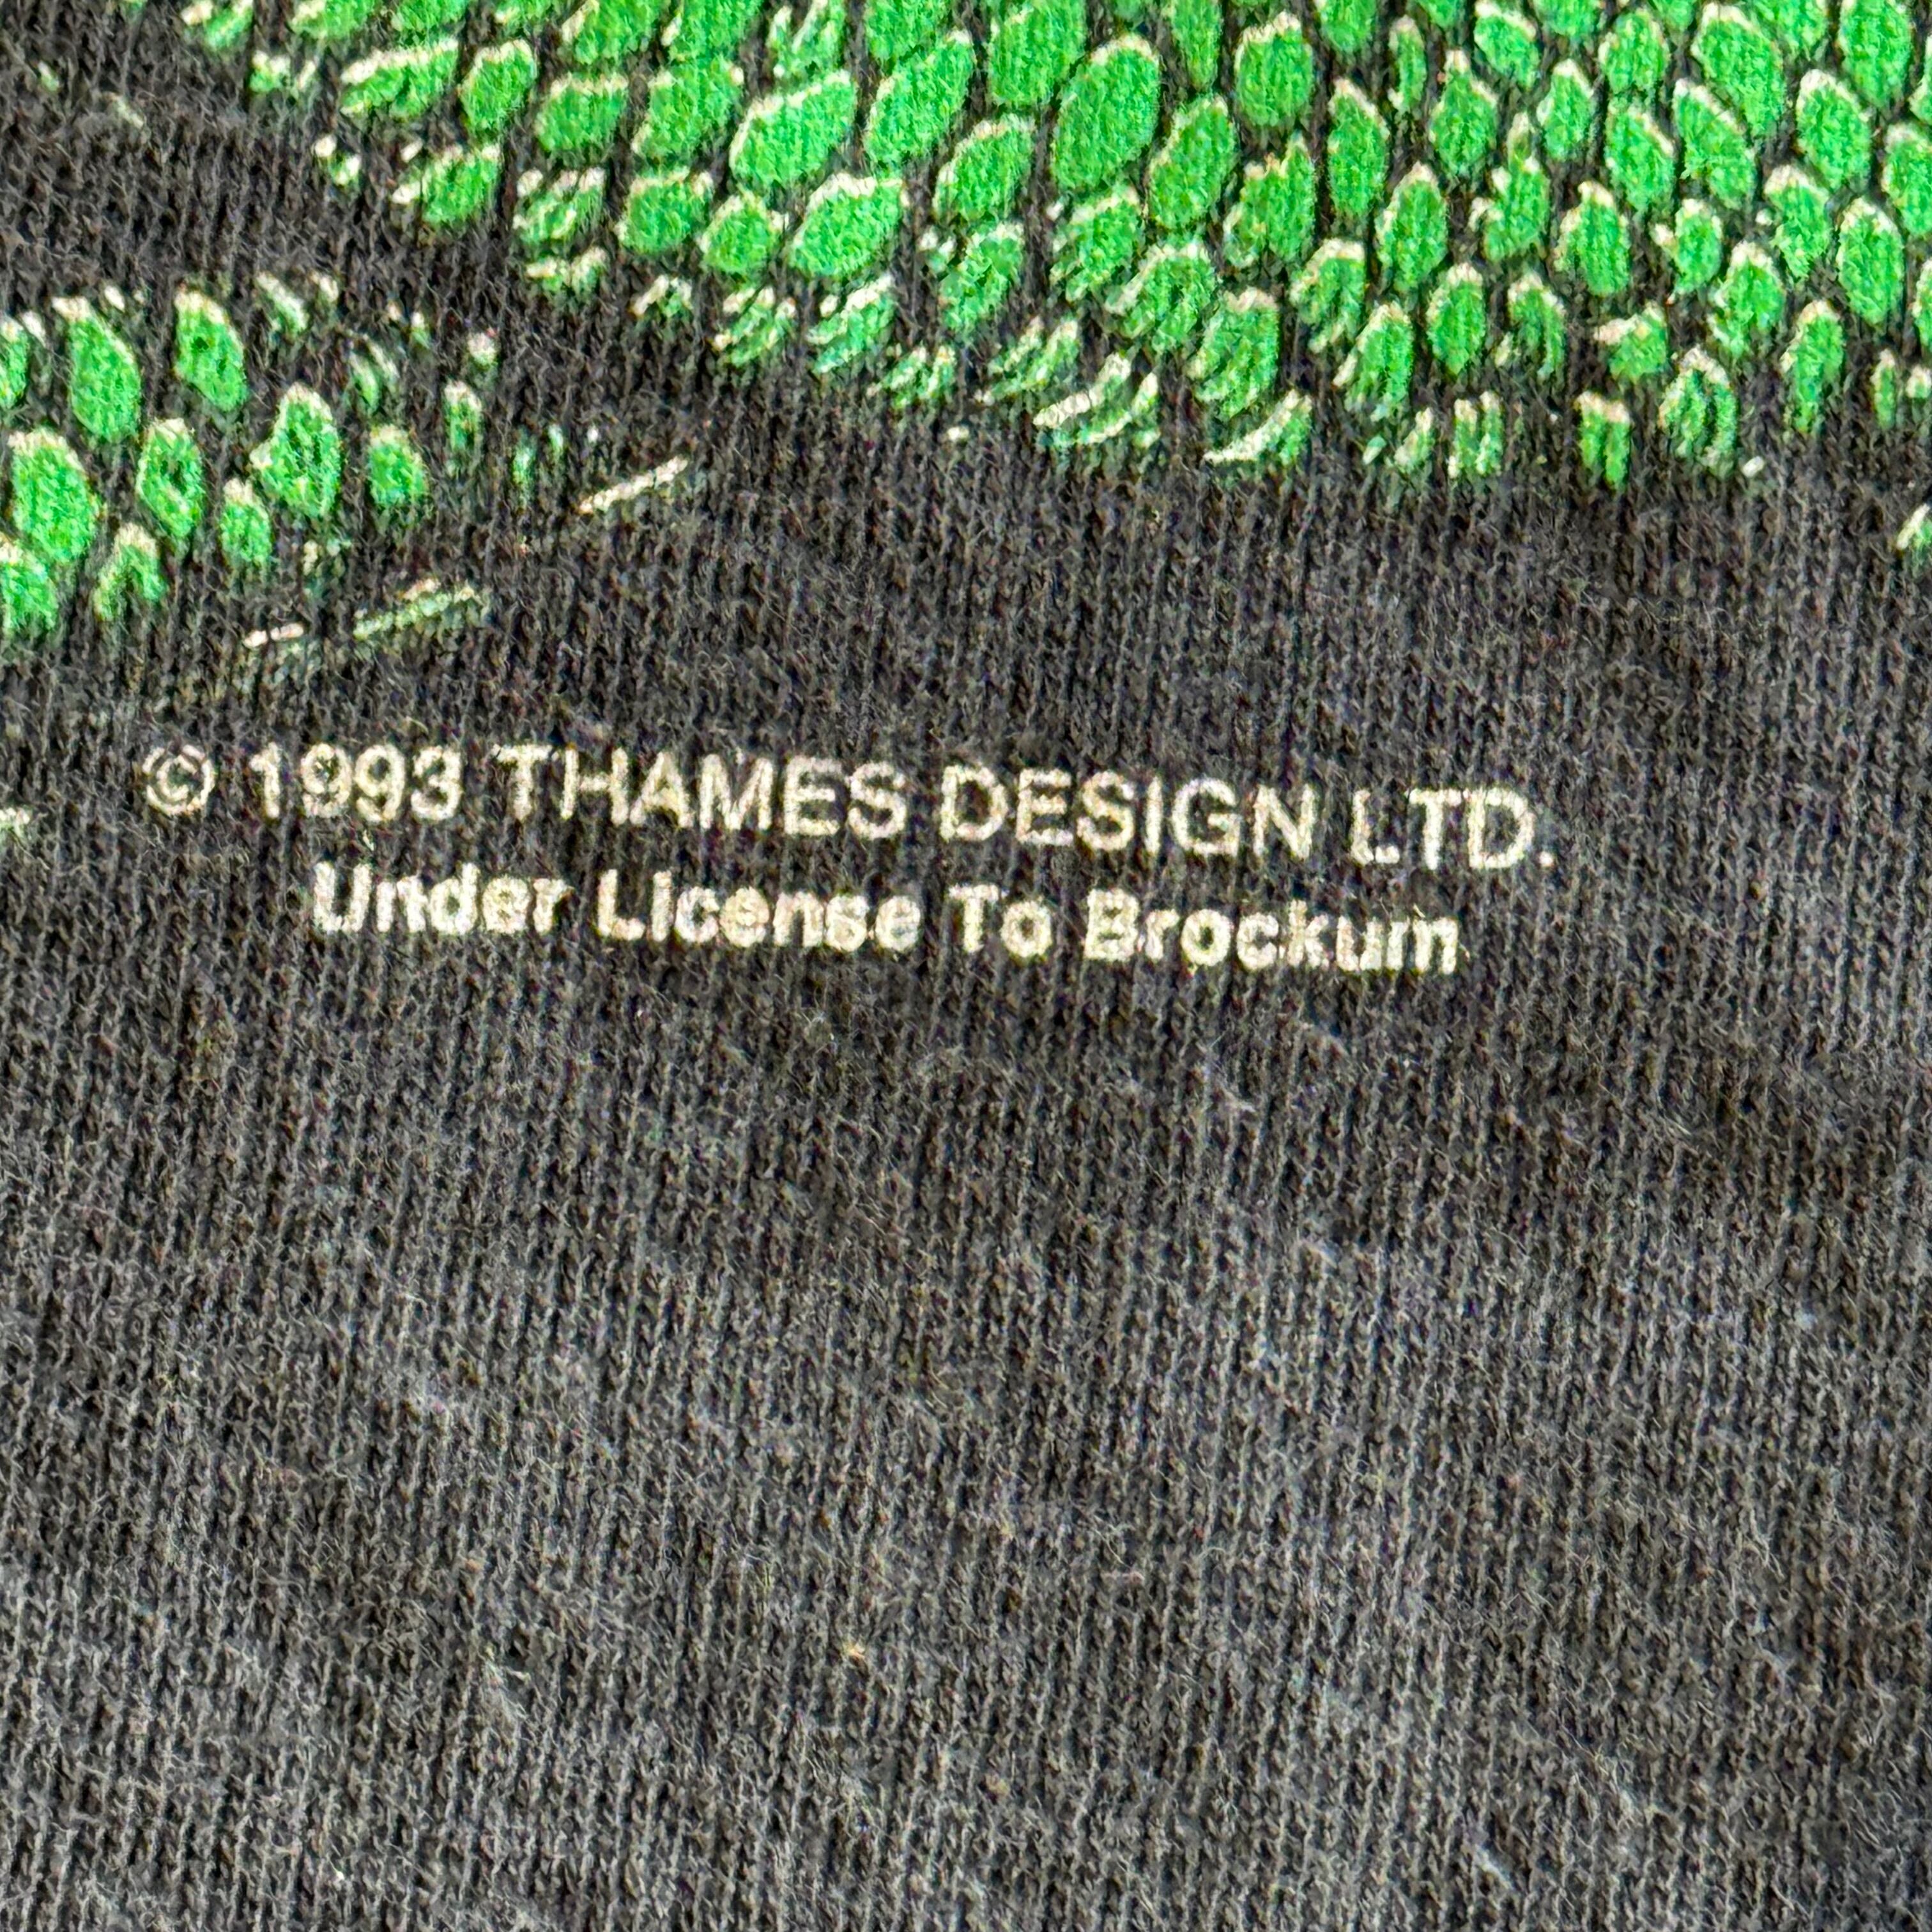 © 1993 THAMES DESIGN LTD.
Under License To Brockum